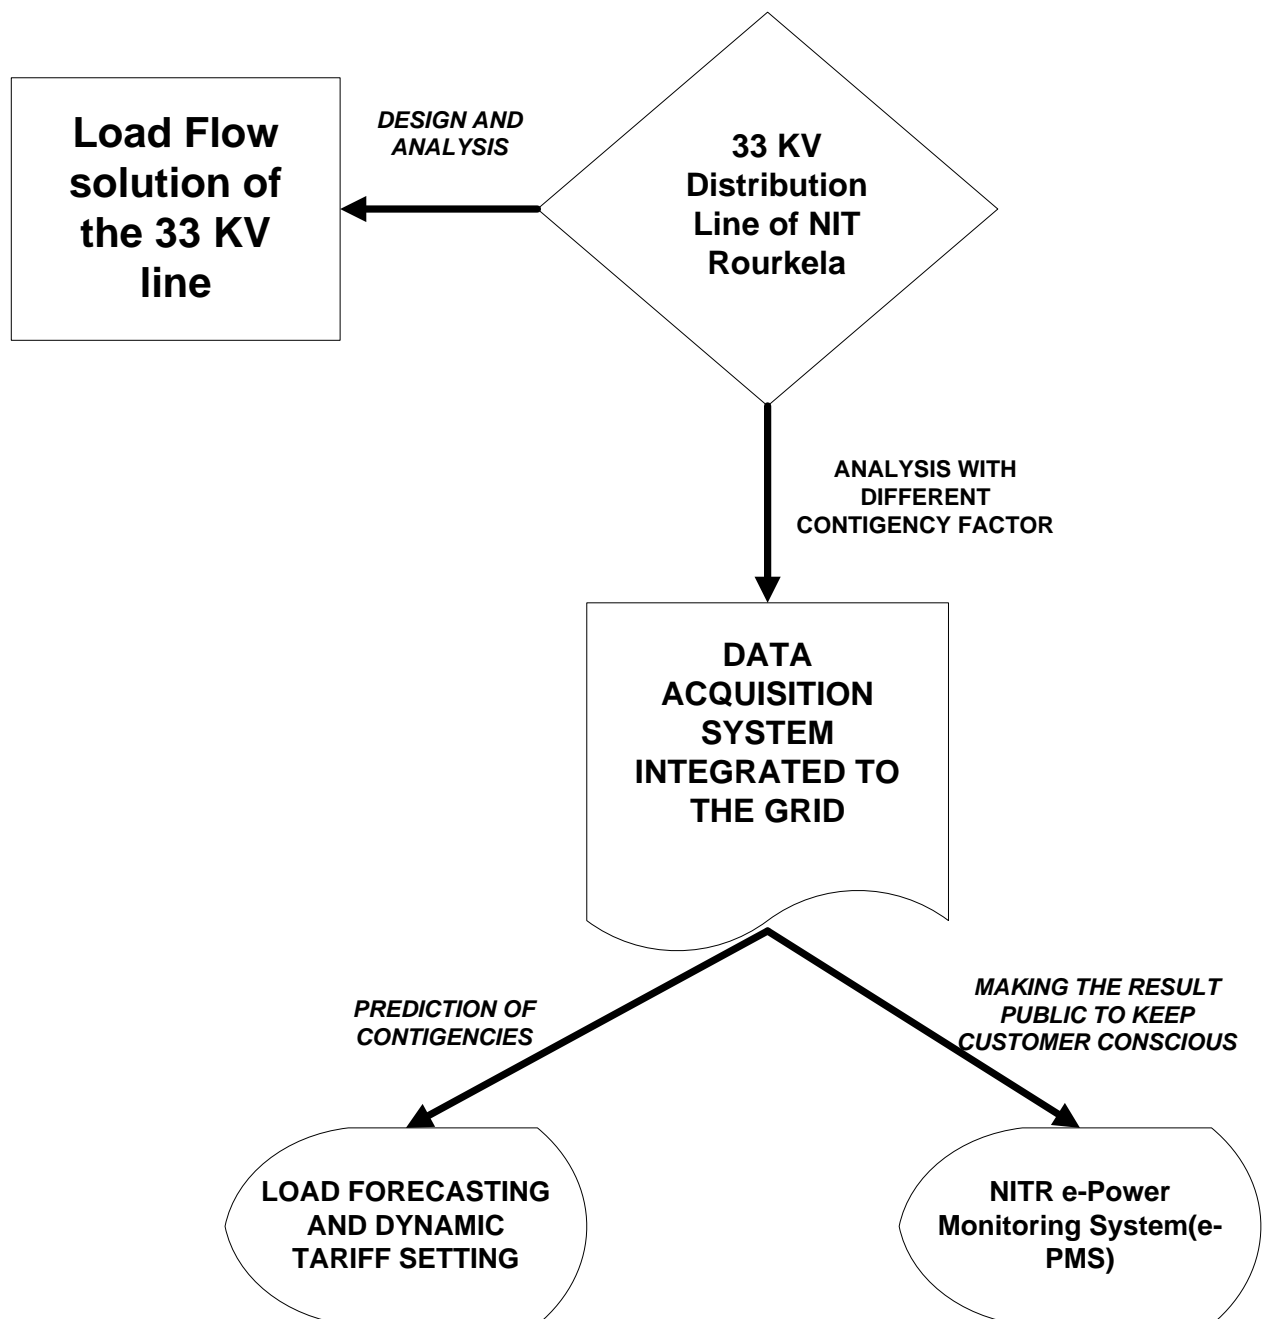 Load Flow
solution of
the 33 KV
line
DESIGN AND
ANALYSIS
33 KV
Distribution
Line of NIT
Rourkela
ANALYSIS WITH
DIFFERENT
CONTIGENCY FACTOR
DATA
ACQUISITION
SYSTEM
INTEGRATED TO
THE GRID
PREDICTION OF
CONTIGENCIES
MAKING THE RESULT
PUBLIC TO KEEP
CUSTOMER CONSCIOUS
LOAD FORECASTING
AND DYNAMIC
TARIFF SETTING
NITR e-Power
Monitoring System(e-
PMS)